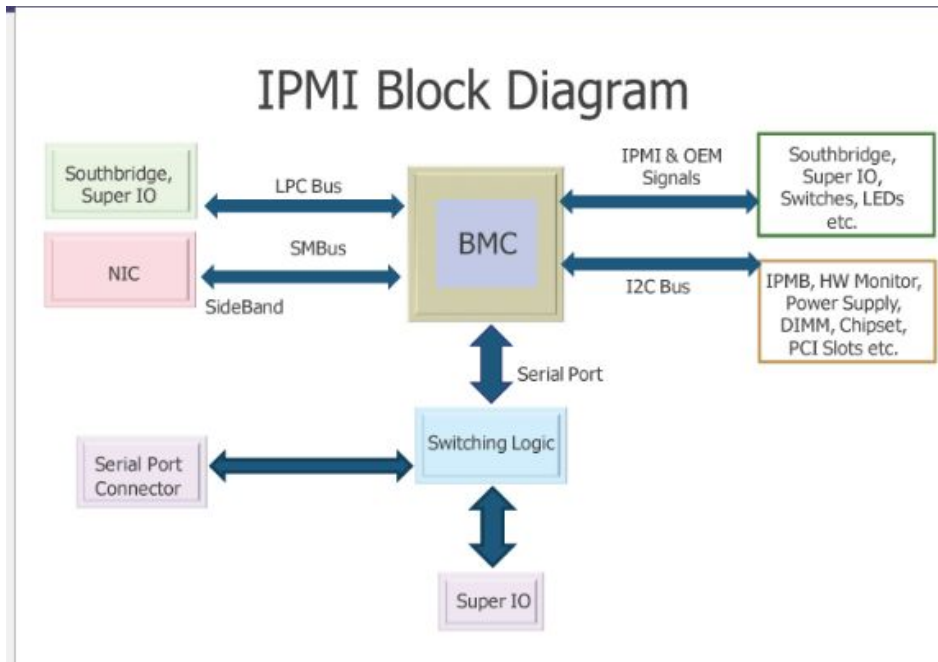 IPMI Block Diagram
Southbridge,
Super IO
LPC Bus
NIC
SMBus
SideBand
BMC
IPMI & OEM
Signals
Southbridge,
Super IO,
Switches, LEDs
etc.
I2C Bus
IPMB, HW Monitor,
Power Supply,
DIMM, Chipset,
PCI Slots etc.
Serial Port
Switching Logic
Serial Port
Connector
Super IO